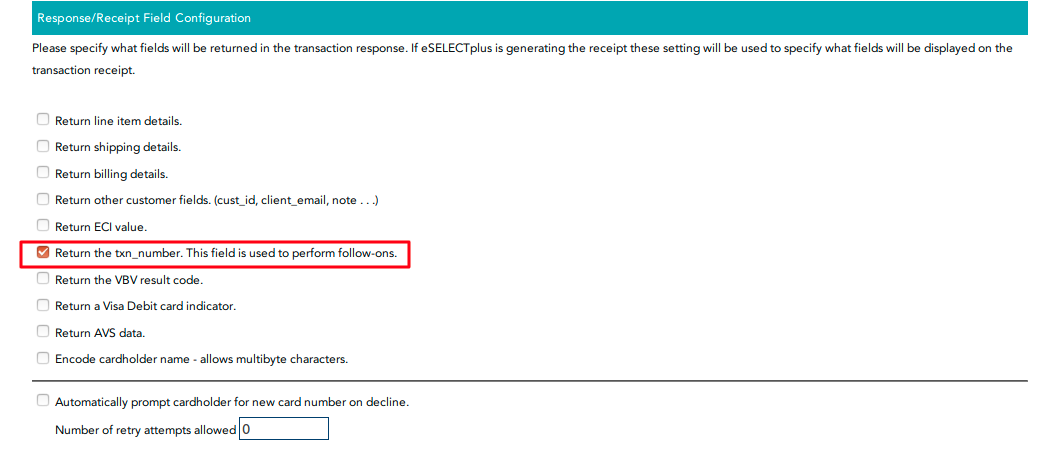 Response/Receipt Field Configuration
Please specify what fields will be returned in the transaction response. If eSELECTplus is generating the receipt these setting will be used to specify what fields will be displayed on the
transaction receipt.
Return line item details.
Return shipping details.
Return billing details.
Return other customer fields. (cust_id, client_email, note . . .)
Return ECI value.
Return the txn_number. This field is used to perform follow-ons.
Return the VBV result code.
Return a Visa Debit card indicator.
Return AVS data.
Encode cardholder name - allows multibyte characters.
Automatically prompt cardholder for new card number on decline.
Number of retry attempts allowed 0